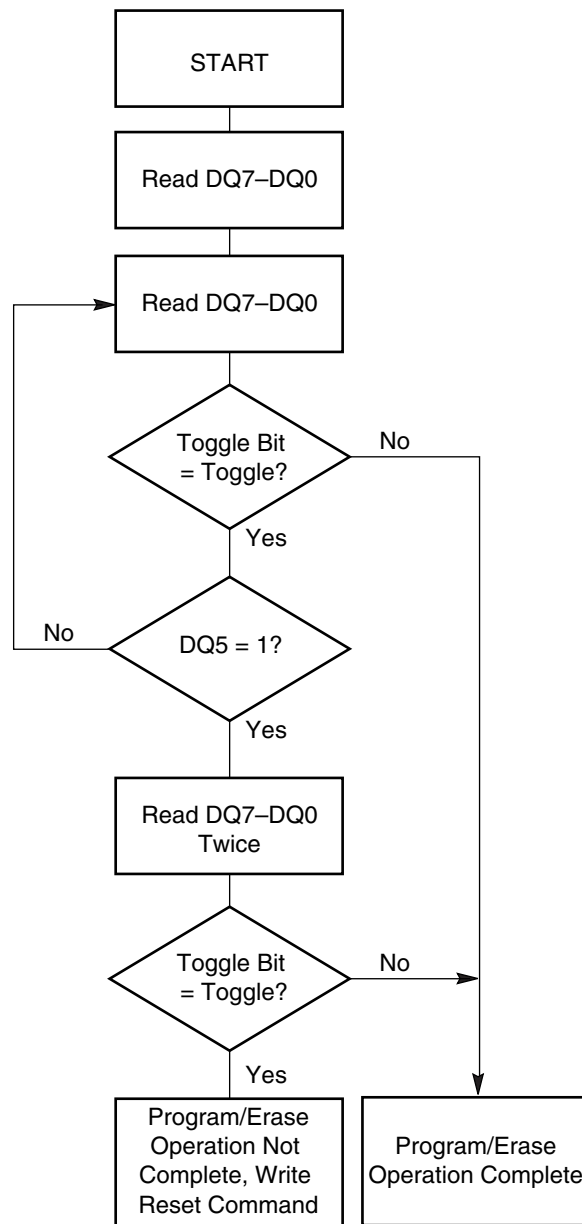 START
Read DQ7–DQ0
Read DQ7–DQ0
Toggle Bit
= Toggle?
No
Yes
No
DQ5 = 1?
Yes
Read DQ7–DQ0
Twice
Toggle Bit
= Toggle?
No
Yes
Program/Erase
Operation Not
Complete, Write
Reset Command
Program/Erase
Operation Complete